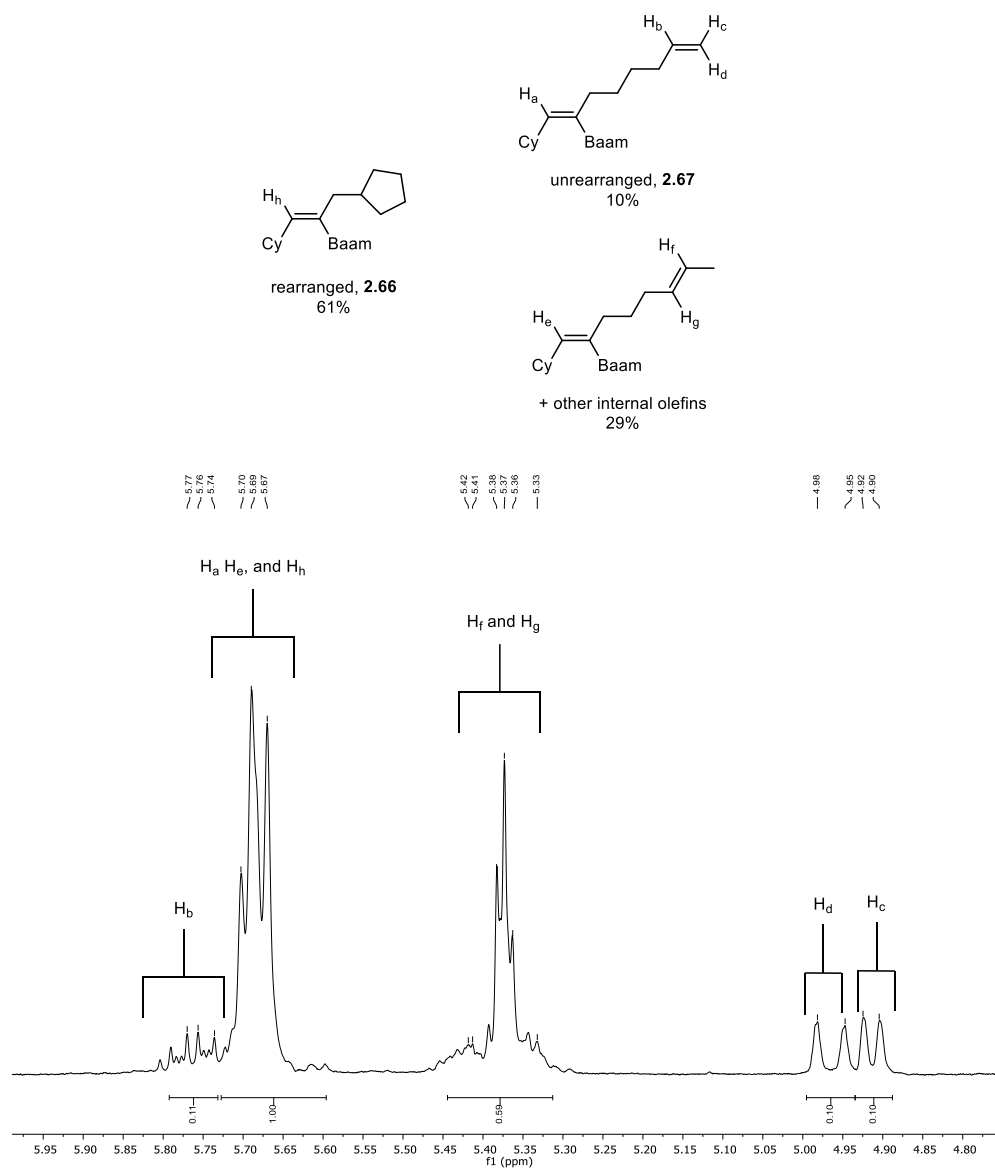 Hb
Hc
Hd
Ha
Cy
Baam
unrearranged, 2.67
10%
Hh
Cy
Baam
rearranged, 2.66
61%
Hf
Hg
He
Cy
Baam
+ other internal olefins
29%
5.77
5.76
5.74
5.70
5.69
5.67
5.42
5.41
5.38
5.37
5.36
5.33
4.98
4.95
4.92
4.90
Ha He, and Hh
Hf and Hg
Hb
Hd
Hc
0.11
1.00
0.59
0.10
0.10
5.95 5.90 5.85 5.80 5.75 5.70 5.65 5.60 5.55 5.50 5.45 5.40 5.35 5.30 5.25 5.20 5.15 5.10 5.05 5.00 4.95 4.90 4.85 4.80
f1 (ppm)